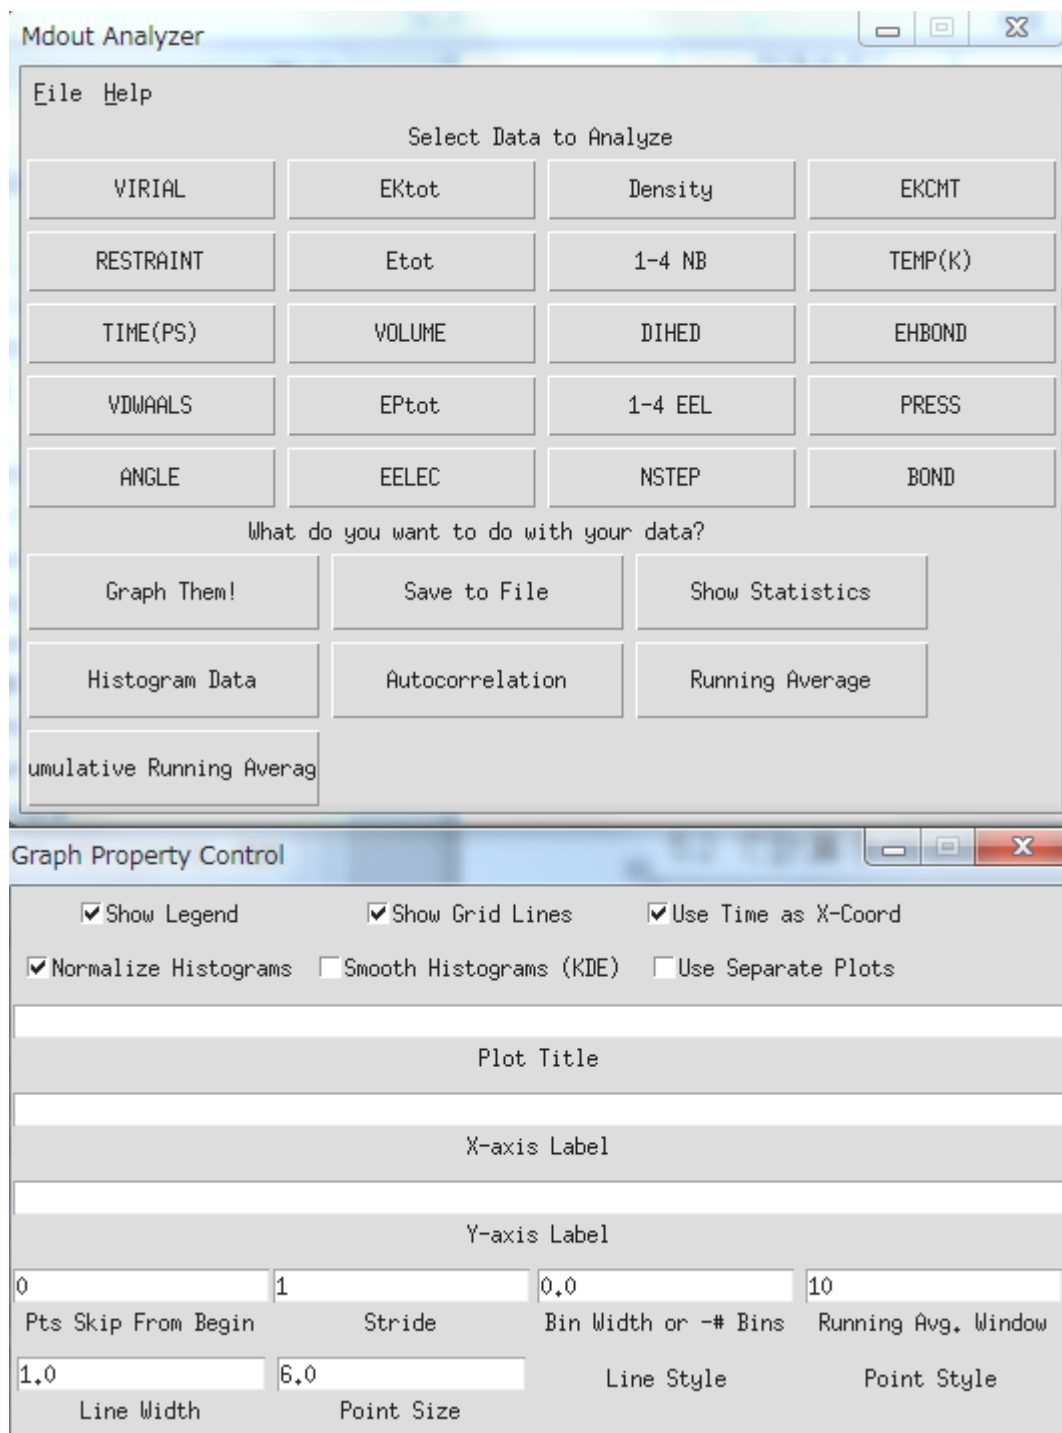 Mdout Analyzer
File Help
Select Data to Analyze
VIRIAL EKtot Density EKCMT
RESTRAINT Etot 1-4 NB TEMP(K)
TIME(PS) VOLUME DIHED EHBOND
VDWAALS EPtot 1-4 EEL PRESS
ANGLE EELEC NSTEP BOND
What do you want to do with your data?
Graph Them! Save to File Show Statistics
Histogram Data Autocorrelation Running Average
umulative Running Averag
Graph Property Control
Show Legend Show Grid Lines Use Time as X-Coord
Normalize Histograms Smooth Histograms (KDE) Use Separate Plots
Plot Title
X-axis Label
Y-axis Label
0 1 0.0 10
Pts Skip From Begin Stride Bin Width or -# Bins Running Avg. Window
1.0 6.0
Line Width Point Size Line Style Point Style